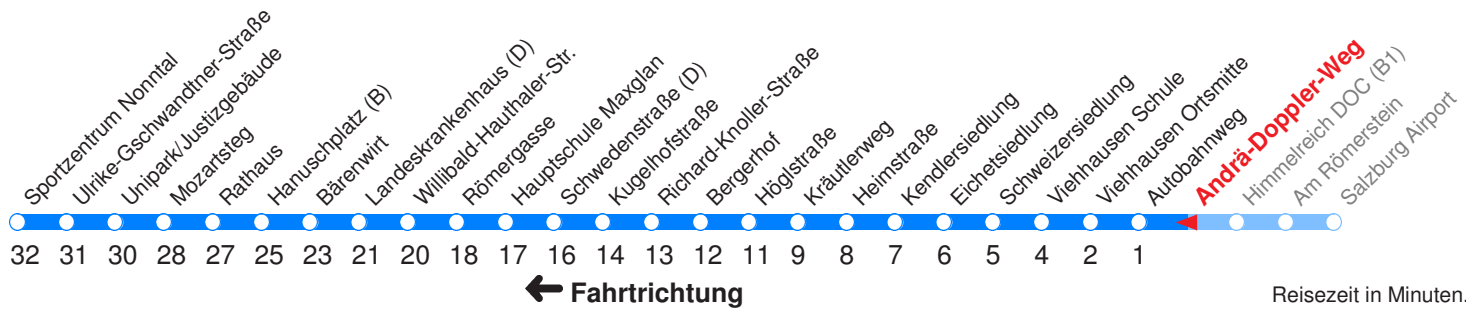 Sportzentrum Nonntal
Ulrike-Gschwandtner-Straße
Unipark/Justizgebäude
Mozartsteg
Rathaus
Hanuschplatz (B)
Bärenwirt
Landeskrankenhaus (D)
Willibald-Hauthaler-Str.
Römergasse
Hauptschule Maxglan
Schwedenstraße (D)
Kugelhofstraße
Richard-Knoller-Straße
Bergerhof
Höglstraße
Kräutlerweg
Heimstraße
Kendlersiedlung
Eichetsiedlung
Schweizersiedlung
Viehhausen Schule
Viehhausen Ortsmitte
Autobahnweg
Andrä-Doppler-Weg
Himmelreich DOC (B1)
Am Römerstein
Salzburg Airport
32 31 30 28 27 25 23 21 20 18 17 16 14 13 12 11 9 8 7 6 5 4 2 1
Fahrtrichtung
Reisezeit in Minuten.